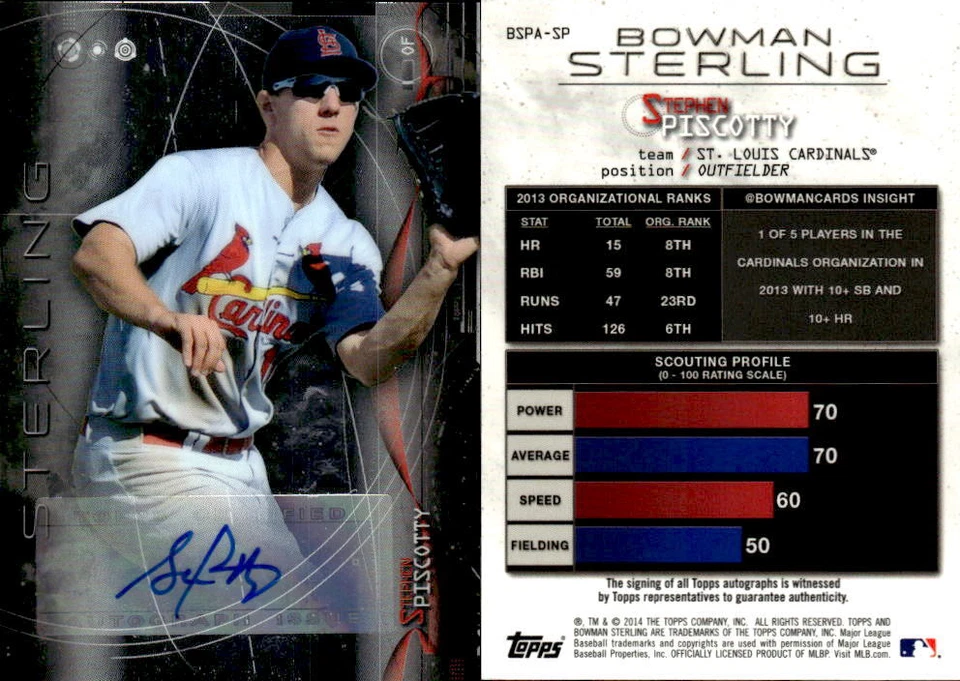 STERLING
OF
TOPPS CERTIFIED
AUTOGRAPH ISSUE
STEPHEN
PISCOTTY
BSPA-SP
BOWMAN
STERLING
STEPHEN
PISCOTTY
team / ST. LOUIS CARDINALS®
position / OUTFIELDER
2013 ORGANIZATIONAL RANKS
STAT TOTAL ORG. RANK
HR 15 8TH
RBI 59 8TH
RUNS 47 23RD
HITS 126 6TH
@BOWMANCARDS INSIGHT
1 OF 5 PLAYERS IN THE
CARDINALS ORGANIZATION IN
2013 WITH 10+ SB AND
10+ HR
SCOUTING PROFILE
(0 - 100 RATING SCALE)
POWER 70
AVERAGE 70
SPEED 60
FIELDING 50
The signing of all Topps autographs is witnessed
by Topps representatives to guarantee authenticity.
®, TM & © 2014 THE TOPPS COMPANY, INC. ALL RIGHTS RESERVED. TOPPS AND
BOWMAN STERLING ARE TRADEMARKS OF THE TOPPS COMPANY, INC. Major League
Baseball trademarks and copyrights are used with permission of Major League
Baseball Properties, Inc. OFFICIALLY LICENSED PRODUCT OF MLBP. Visit MLB.com.
topps